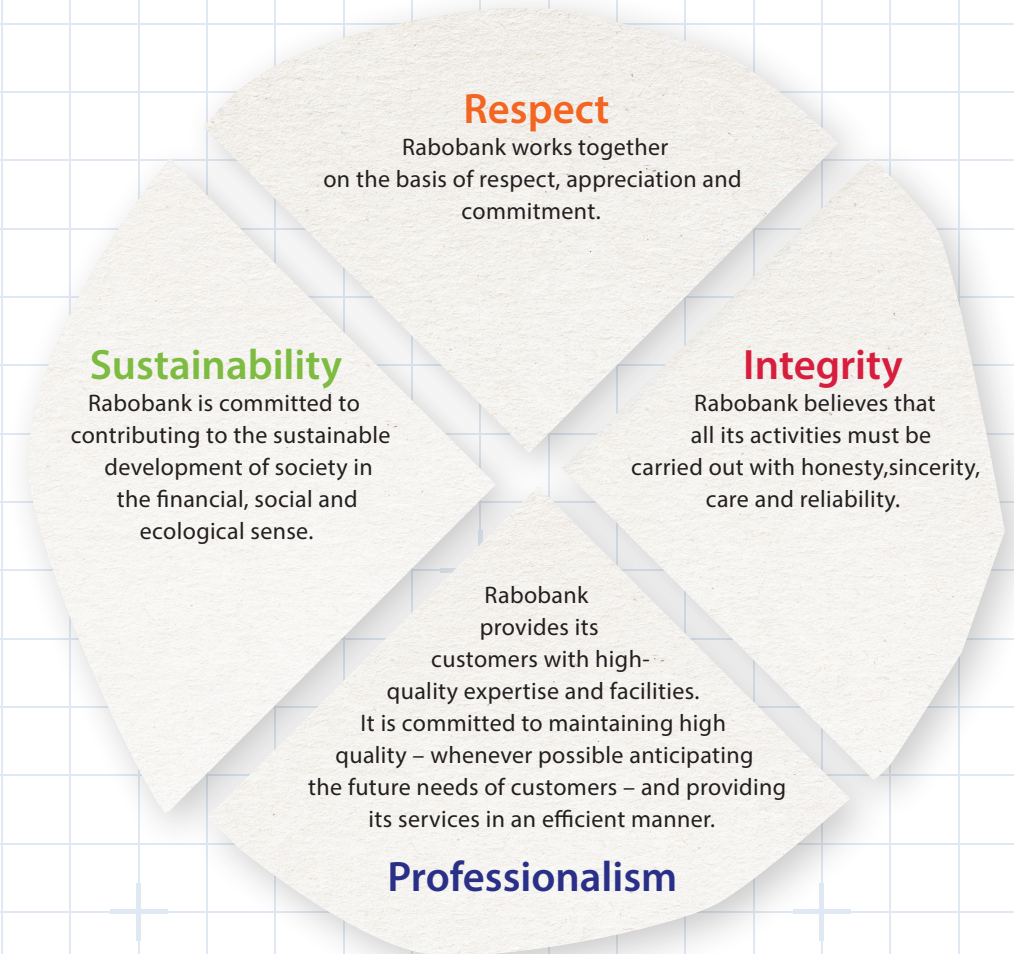 Respect
Rabobank works together
on the basis of respect, appreciation and
commitment.
Sustainability
Rabobank is committed to
contributing to the sustainable
development of society in
the financial, social and
ecological sense.
Integrity
Rabobank believes that
all its activities must be
carried out with honesty,sincerity,
care and reliability.
Rabobank
provides its
customers with high-
quality expertise and facilities.
It is committed to maintaining high
quality – whenever possible anticipating
the future needs of customers – and providing
its services in an efficient manner.
Professionalism